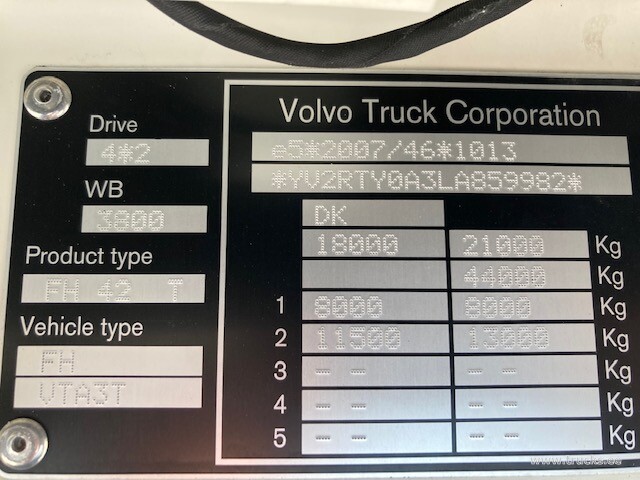 Drive
4*2
WB
3800
Product type
FH 42 T
Vehicle type
FH
VTA3T
Volvo Truck Corporation
e5*2007/46*1013
*YV2RTY0A3LA859982*
DK
18000 21000 Kg
44000 Kg
1 8000 8000 Kg
2 11500 13000 Kg
3 -- -- -- -- Kg
4 -- -- -- -- Kg
5 -- -- -- -- Kg